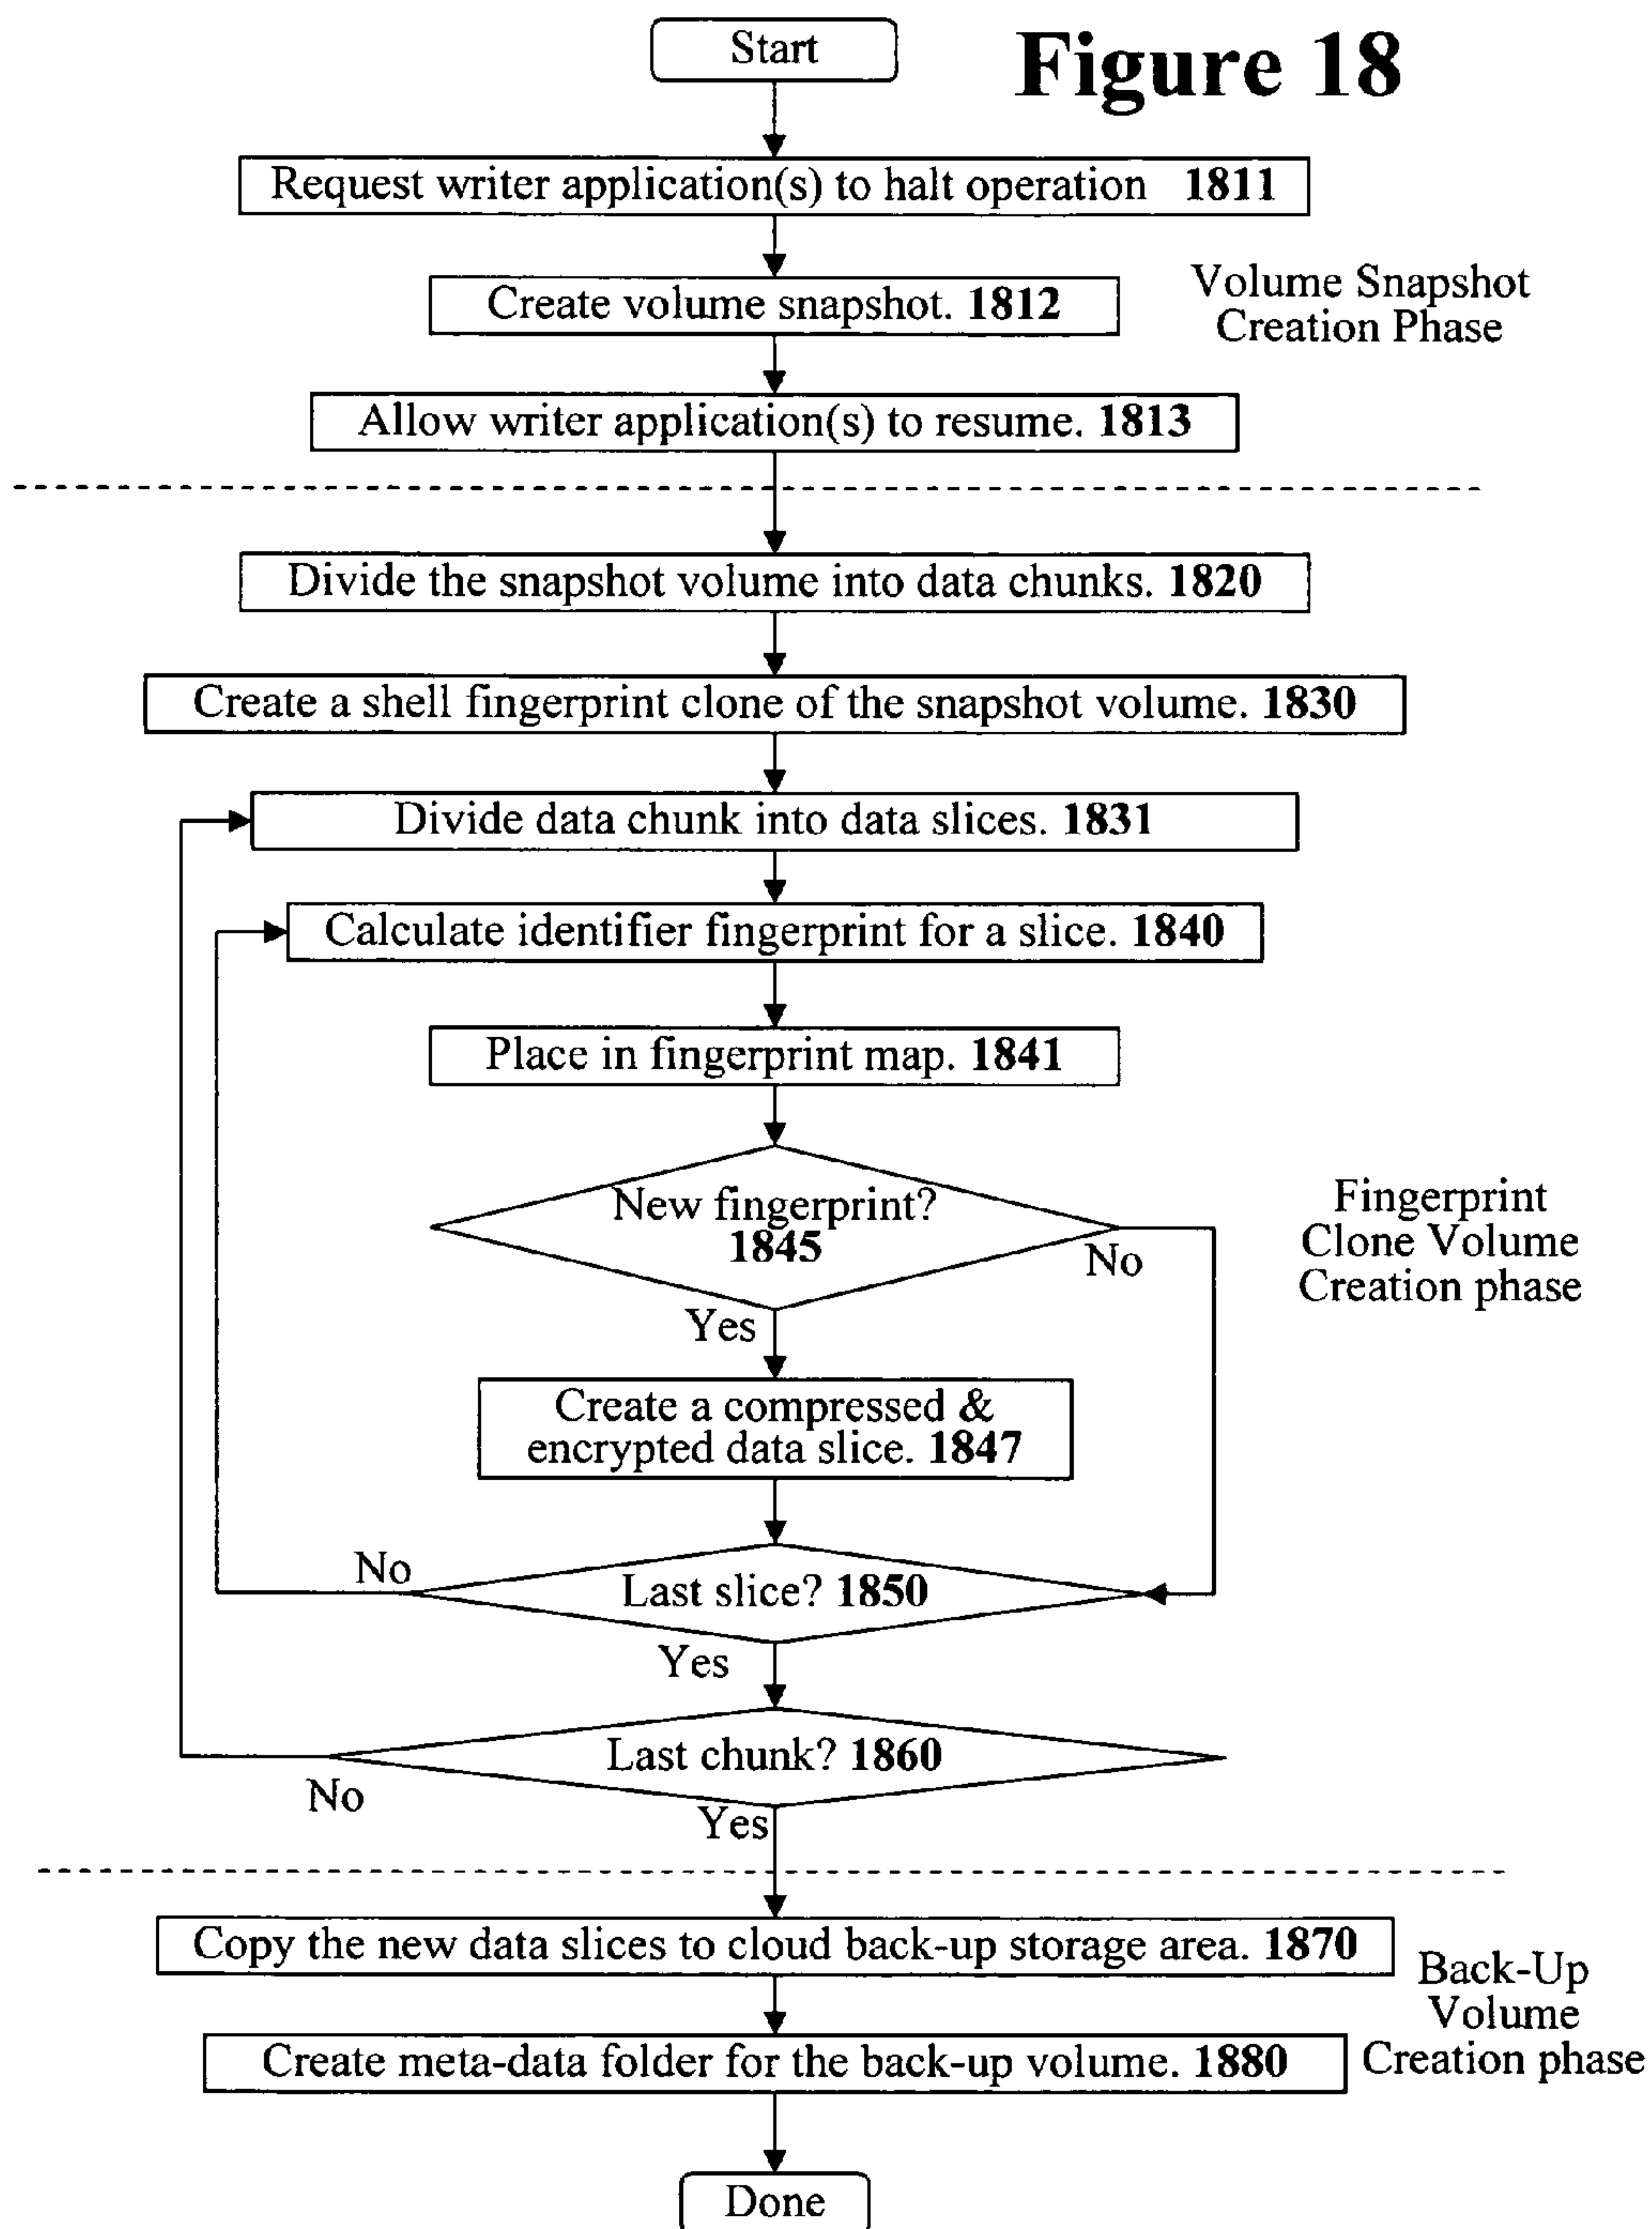 Start
Figure 18
Request writer application(s) to halt operation 1811
Create volume snapshot. 1812
Volume Snapshot
Creation Phase
Allow writer application(s) to resume. 1813
Divide the snapshot volume into data chunks. 1820
Create a shell fingerprint clone of the snapshot volume. 1830
Divide data chunk into data slices. 1831
Calculate identifier fingerprint for a slice. 1840
Place in fingerprint map. 1841
New fingerprint?
1845
No
Yes
Fingerprint
Clone Volume
Creation phase
Create a compressed &
encrypted data slice. 1847
No
Last slice? 1850
Yes
Last chunk? 1860
No
Yes
Copy the new data slices to cloud back-up storage area. 1870
Back-Up
Volume
Creation phase
Create meta-data folder for the back-up volume. 1880
Done